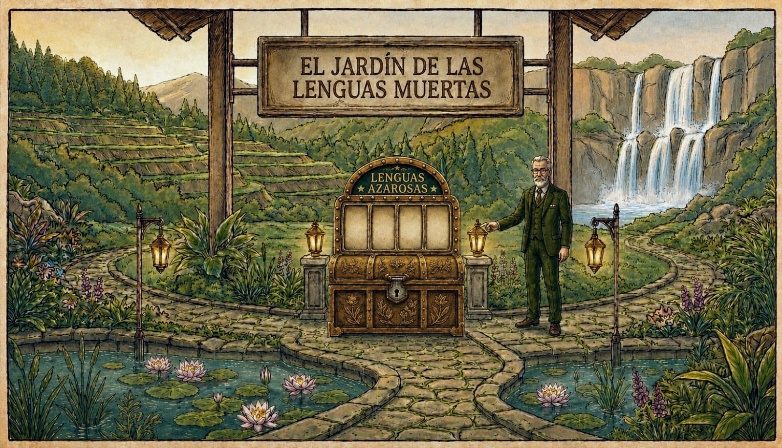 EL JARDÍN DE LAS
LENGUAS MUERTAS
LENGUAS
AZAROSAS